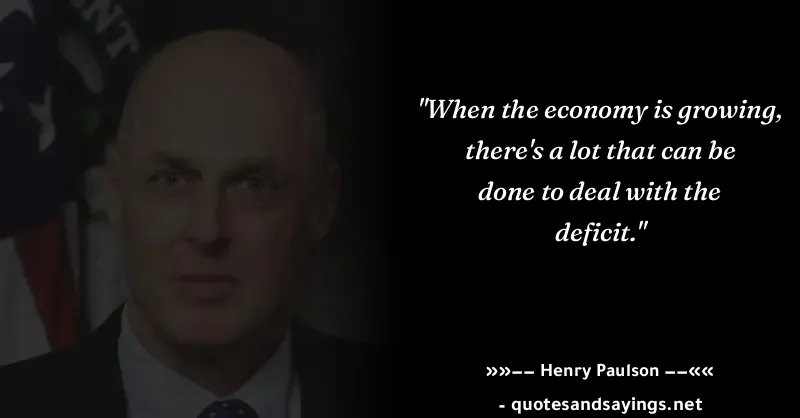 ENT
"When the economy is growing,
there's a lot that can be
done to deal with the
deficit."
»»−− Henry Paulson −−««
- quotesandsayings.net